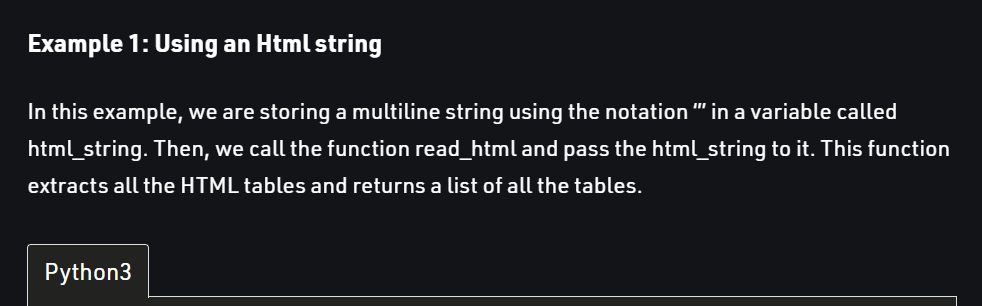 Example 1: Using an Html string
In this example, we are storing a multiline string using the notation ‘”’ in a variable called
html_string. Then, we call the function read_html and pass the html_string to it. This function
extracts all the HTML tables and returns a list of all the tables.
Python3